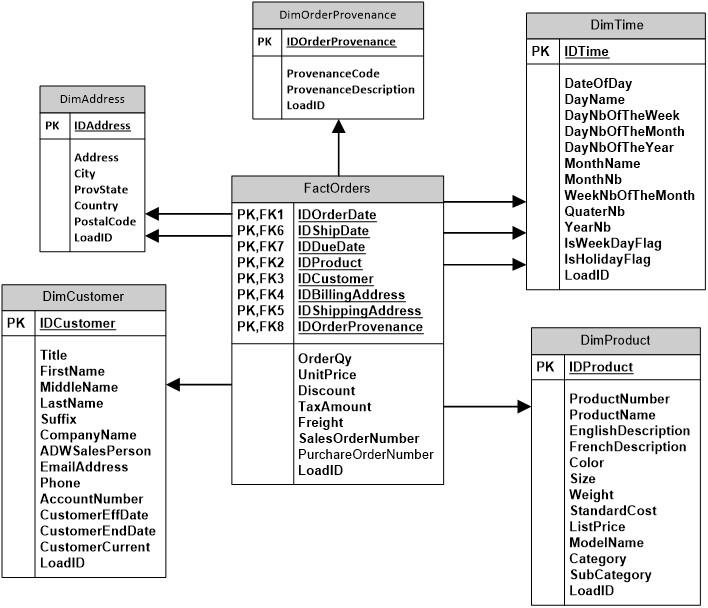 DimOrderProvenance
PK IDOrderProvenance
ProvenanceCode
ProvenanceDescription
LoadID
DimTime
PK IDTime
DateOfDay
DayName
DayNbOfTheWeek
DayNbOfTheMonth
DayNbOfTheYear
MonthName
MonthNb
WeekNbOfTheMonth
QuaterNb
YearNb
IsWeekDayFlag
IsHolidayFlag
LoadID
DimAddress
PK IDAddress
Address
City
ProvState
Country
PostalCode
LoadID
FactOrders
PK,FK1 IDOrderDate
PK,FK6 IDShipDate
PK,FK7 IDDueDate
PK,FK2 IDProduct
PK,FK3 IDCustomer
PK,FK4 IDBillingAddress
PK,FK5 IDShippingAddress
PK,FK8 IDOrderProvenance
OrderQy
UnitPrice
Discount
TaxAmount
Freight
SalesOrderNumber
PurchareOrderNumber
LoadID
DimCustomer
PK IDCustomer
Title
FirstName
MiddleName
LastName
Suffix
CompanyName
ADWSalesPerson
EmailAddress
Phone
AccountNumber
CustomerEffDate
CustomerEndDate
CustomerCurrent
LoadID
DimProduct
PK IDProduct
ProductNumber
ProductName
EnglishDescription
FrenchDescription
Color
Size
Weight
StandardCost
ListPrice
ModelName
Category
SubCategory
LoadID